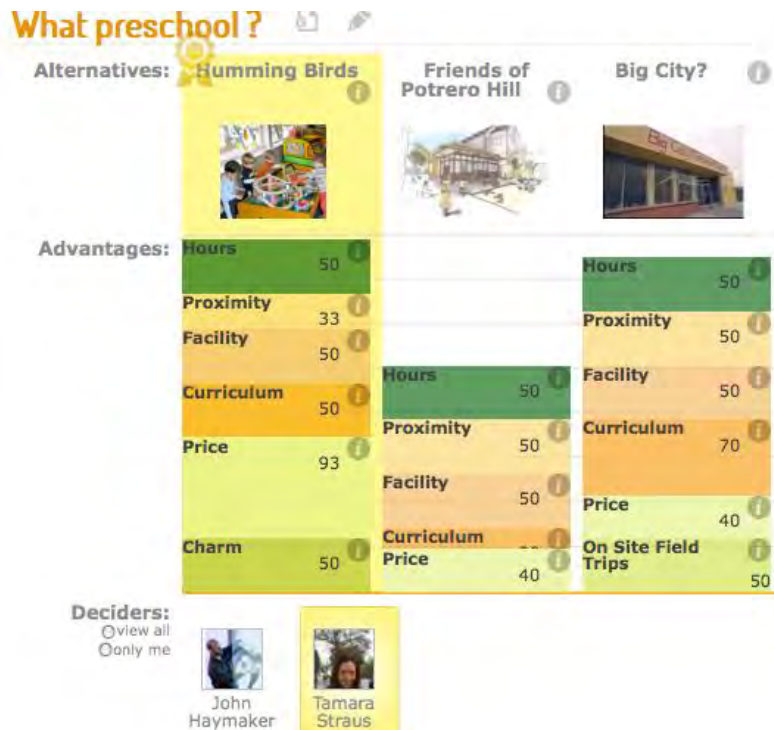 What preschool ?
Alternatives:
Humming Birds
Friends of
Potrero Hill
Big City?
Advantages:
Hours
50
Proximity
33
Facility
50
Curriculum
50
Price
93
Charm
50
Hours
50
Proximity
50
Facility
50
Curriculum
Price
40
Hours
50
Proximity
50
Facility
50
Curriculum
70
Price
40
On Site Field
Trips
50
Deciders:
view all
only me
John
Haymaker
Tamara
Straus